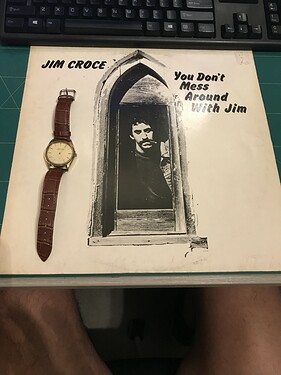 JIM CROCE
You Don't
Mess
Around
With Jim